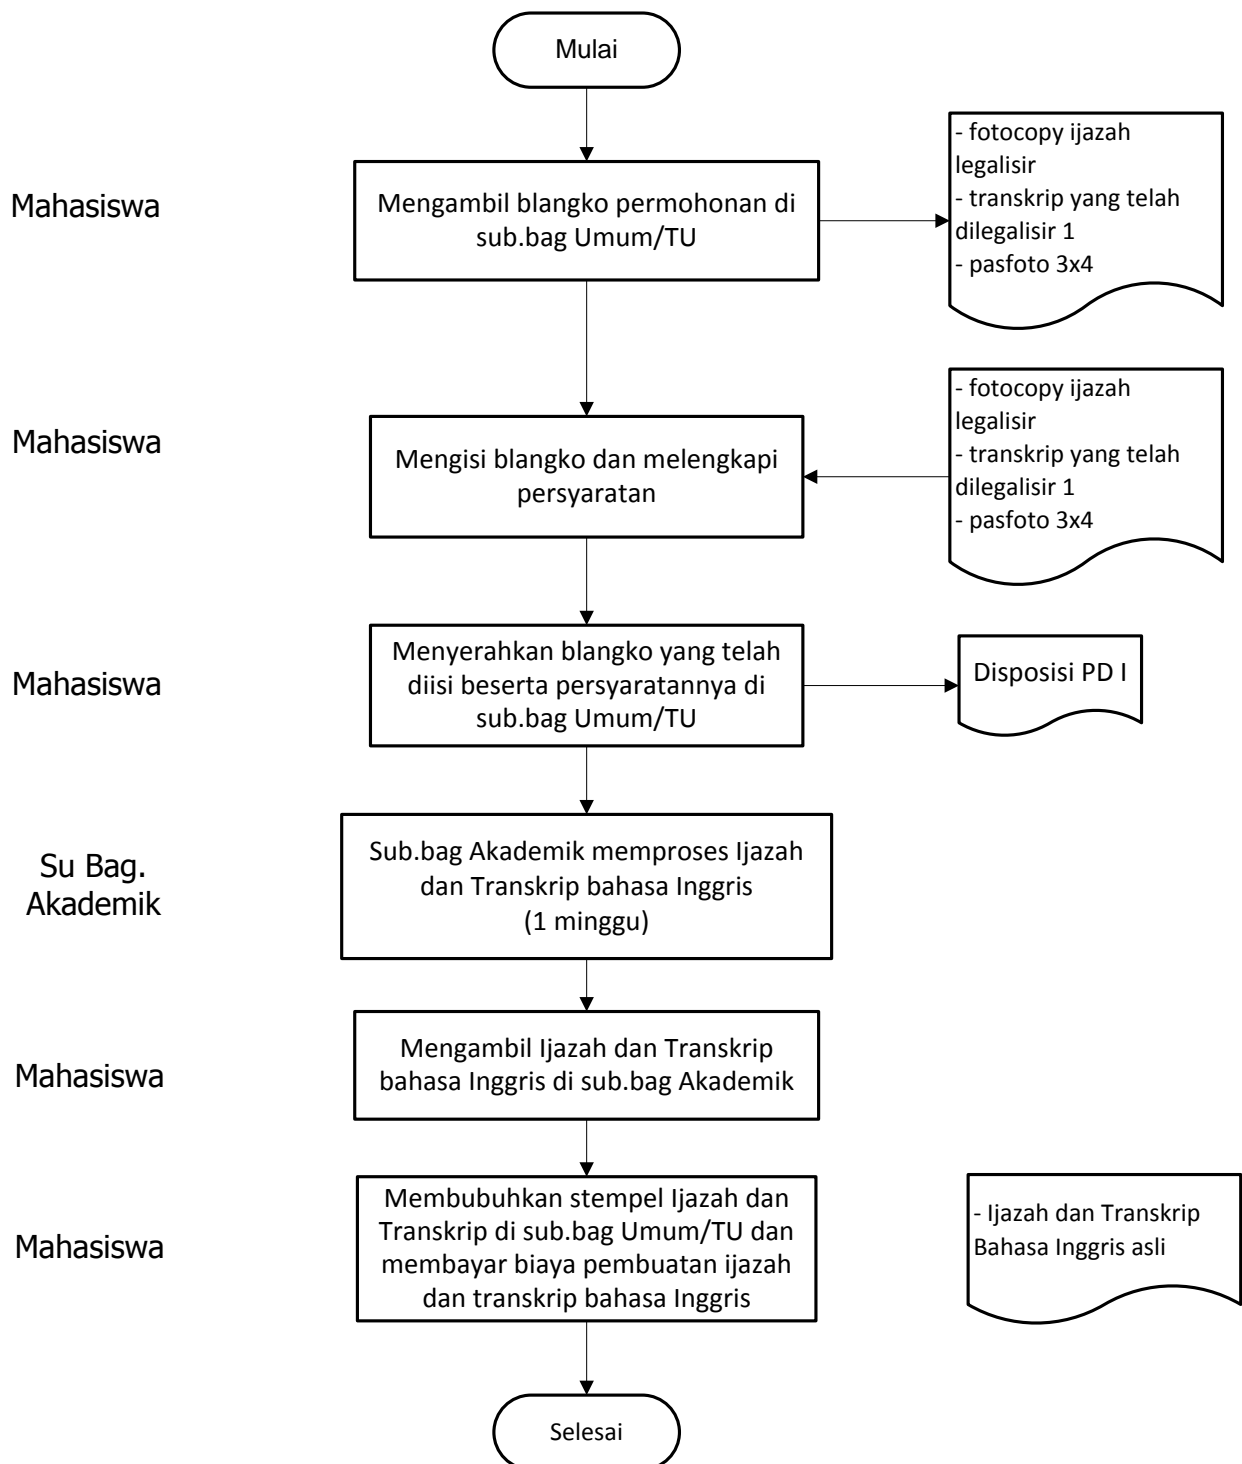 Mulai
Mahasiswa
Mengambil blangko permohonan di
sub.bag Umum/TU
- fotocopy ijazah
legalisir
- transkrip yang telah
dilegalisir 1
- pasfoto 3x4
Mahasiswa
Mengisi blangko dan melengkapi
persyaratan
- fotocopy ijazah
legalisir
- transkrip yang telah
dilegalisir 1
- pasfoto 3x4
Mahasiswa
Menyerahkan blangko yang telah
diisi beserta persyaratannya di
sub.bag Umum/TU
Disposisi PD I
Su Bag.
Akademik
Sub.bag Akademik memproses Ijazah
dan Transkrip bahasa Inggris
(1 minggu)
Mahasiswa
Mengambil Ijazah dan Transkrip
bahasa Inggris di sub.bag Akademik
Mahasiswa
Membubuhkan stempel Ijazah dan
Transkrip di sub.bag Umum/TU dan
membayar biaya pembuatan ijazah
dan transkrip bahasa Inggris
- Ijazah dan Transkrip
Bahasa Inggris asli
Selesai